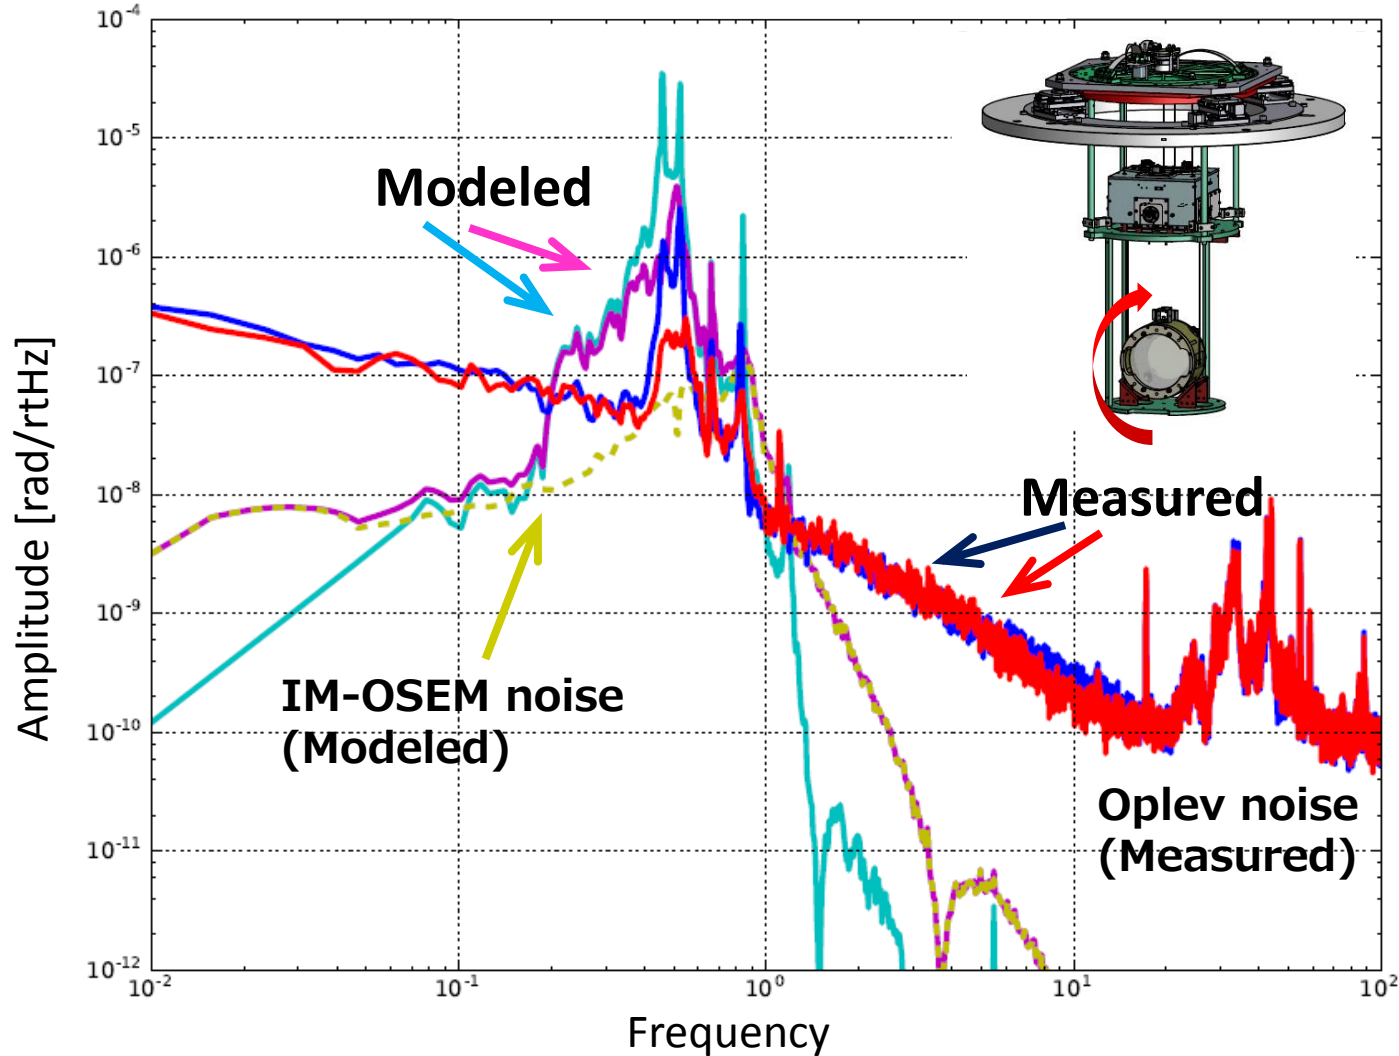 10^-4
10^-5
Modeled
10^-6
10^-7
10^-8
Measured
10^-9
IM-OSEM noise
(Modeled)
10^-10
Oplev noise
(Measured)
10^-11
10^-12
10^-2 10^-1 10^0 10^1 10^2
Frequency
Amplitude [rad/rtHz]